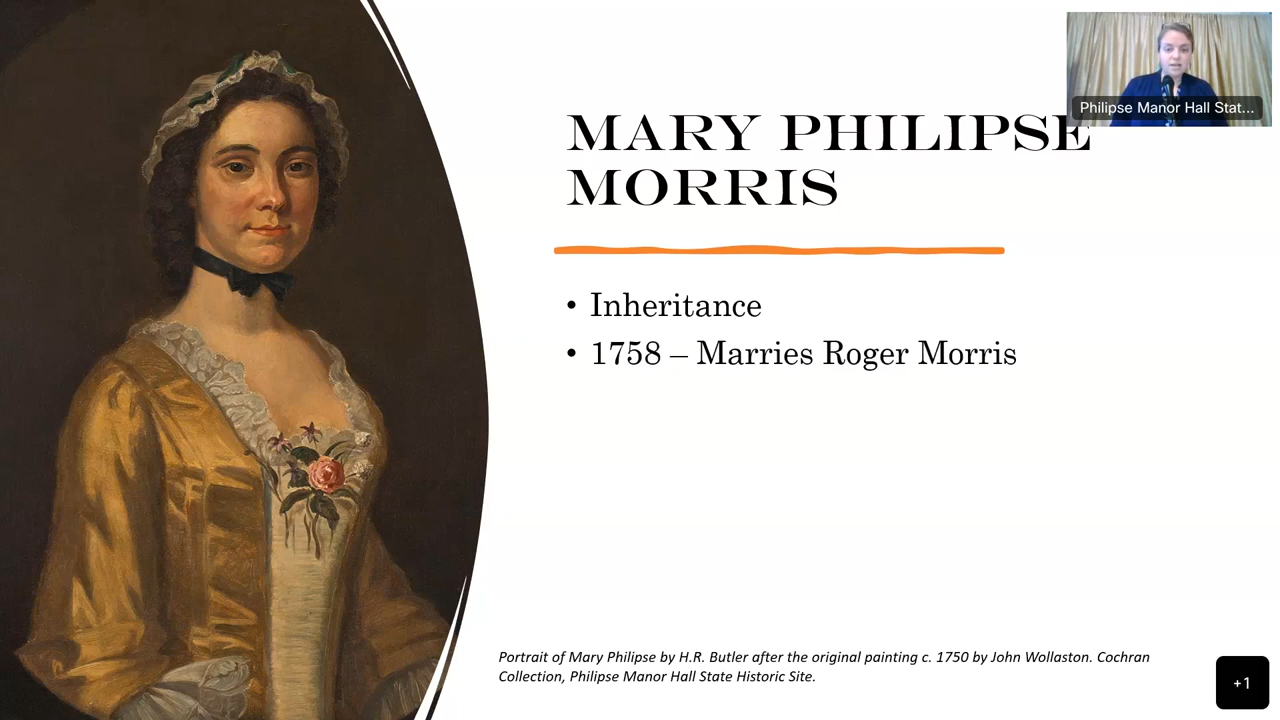 Philipse Manor Hall Stat...
MARY PHILIPSE
MORRIS
• Inheritance
• 1758 – Marries Roger Morris
Portrait of Mary Philipse by H.R. Butler after the original painting c. 1750 by John Wollaston. Cochran
Collection, Philipse Manor Hall State Historic Site.
+1